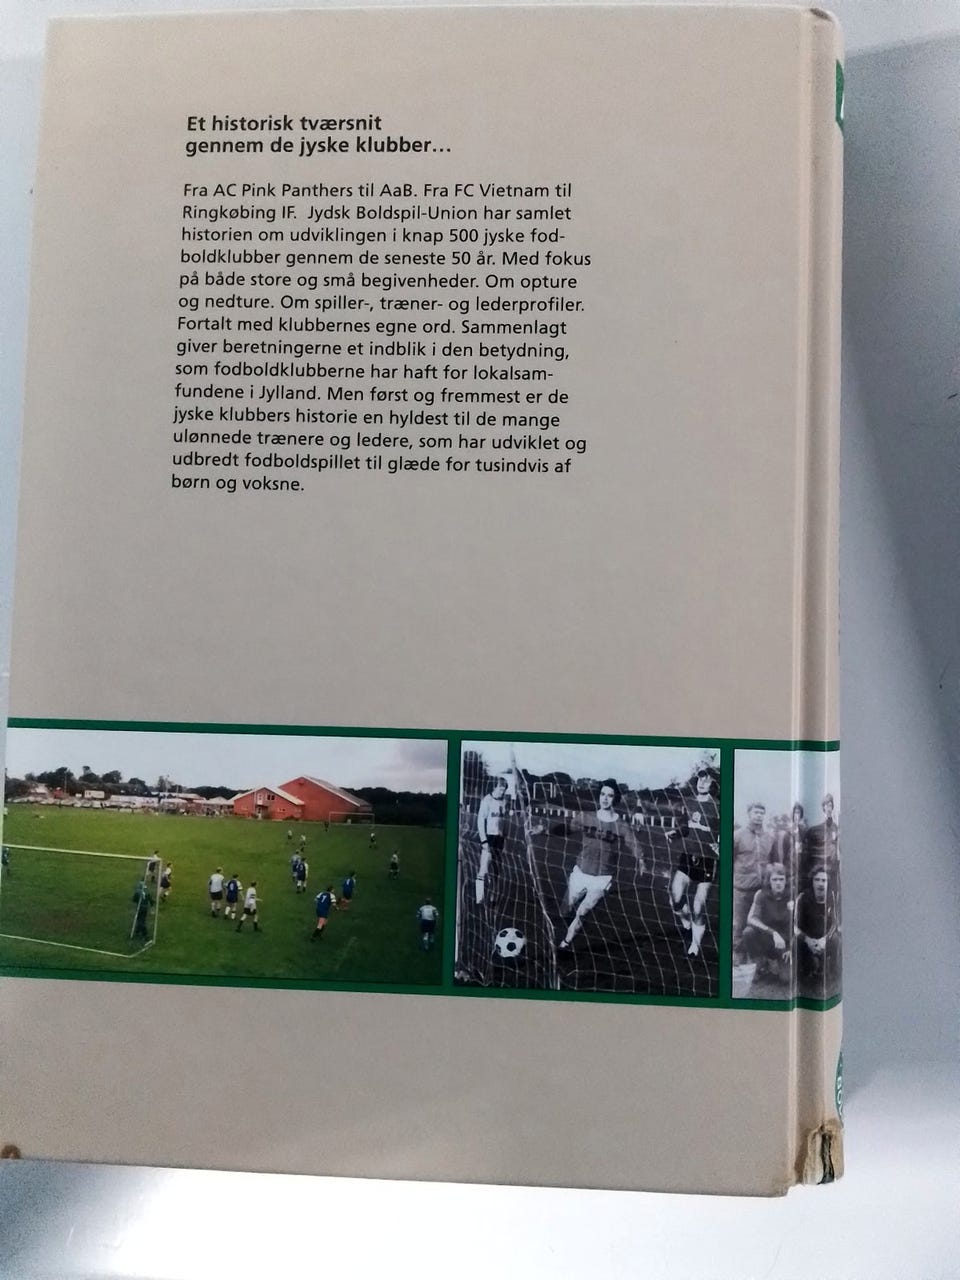 Et historisk tværsnit
gennem de jyske klubber...
Fra AC Pink Panthers til AaB. Fra FC Vietnam til
Ringkøbing IF. Jydsk Boldspil-Union har samlet
historien om udviklingen i knap 500 jyske fod-
boldklubber gennem de seneste 50 år. Med fokus
på både store og små begivenheder. Om opture
og nedture. Om spiller-, træner- og lederprofiler.
Fortalt med klubbernes egne ord. Sammenlagt
giver beretningerne et indblik i den betydning,
som fodboldklubberne har haft for lokalsam-
fundene i Jylland. Men først og fremmest er de
jyske klubbers historie en hyldest til de mange
ulønnede trænere og ledere, som har udviklet og
udbredt fodboldspillet til glæde for tusindvis af
børn og voksne.